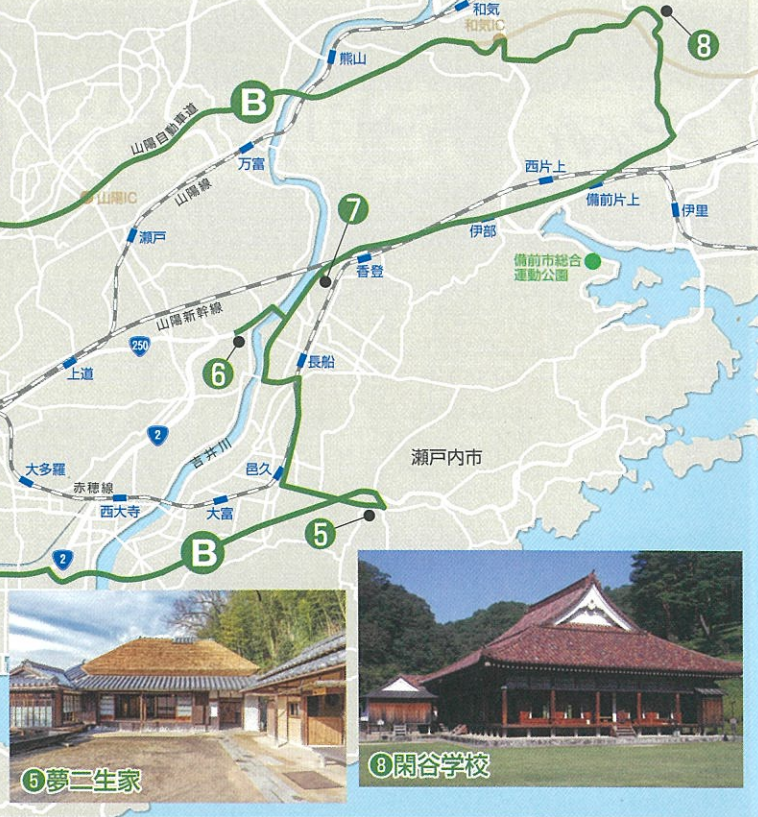 和気
和気IC
8
熊山
B
山陽自動車道
万富
山陽線
山陽IC
西片上
備前片上
7
伊里
瀬戸
伊部
香登
備前市総合
運動公園
山陽新幹線
250
6
長船
上道
2
吉井川
瀬戸内市
邑久
大多羅
赤穂線
西大寺
大富
5
B
2
5夢二生家
8閑谷学校